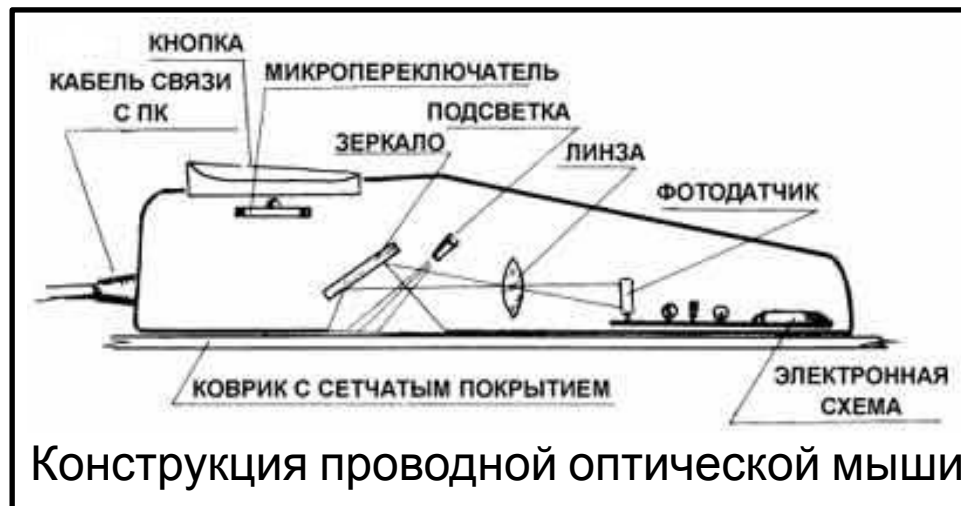 КНОПКА
КАБЕЛЬ СВЯЗИ
С ПК
МИКРОПЕРЕКЛЮЧАТЕЛЬ
ПОДСВЕТКА
ЗЕРКАЛО
ЛИНЗА
ФОТОДАТЧИК
КОВРИК С СЕТЧАТЫМ ПОКРЫТИЕМ
ЭЛЕКТРОННАЯ
СХЕМА
Конструкция проводной оптической мыши